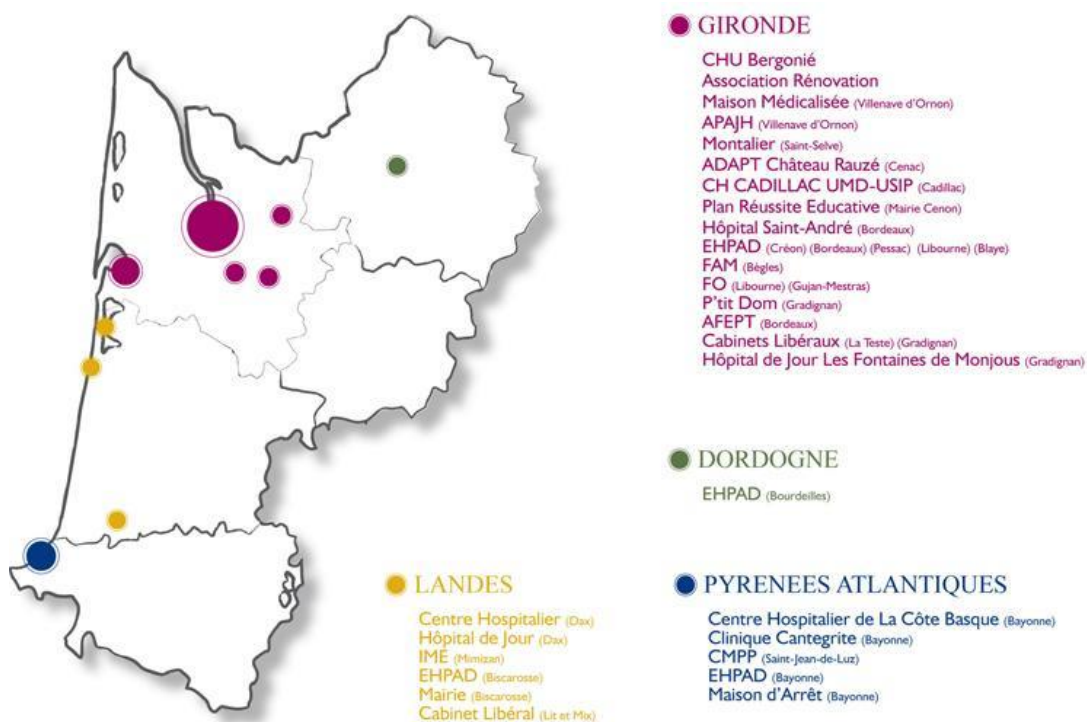 GIRONDE
CHU Bergonié
Association Rénovation
Maison Médicalisée (Villenave d'Ornon)
APAJH (Villenave d'Ornon)
Montalier (Saint-Selve)
ADAPT Château Rauzé (Cenac)
CH CADILLAC UMD-USIP (Cadillac)
Plan Réussite Educative (Mairie Cenon)
Hôpital Saint-André (Bordeaux)
EHPAD (Créon) (Bordeaux) (Pessac) (Libourne) (Blaye)
FAM (Bègles)
FO (Libourne) (Gujan-Mestras)
P'tit Dom (Gradignan)
AFEPT (Bordeaux)
Cabinets Libéraux (La Teste) (Gradignan)
Hôpital de Jour Les Fontaines de Monjous (Gradignan)
DORDOGNE
EHPAD (Bourdeilles)
LANDES
Centre Hospitalier (Dax)
Hôpital de Jour (Dax)
IME (Mimizan)
EHPAD (Biscarosse)
Mairie (Biscarosse)
Cabinet Libéral (Lit et Mix)
PYRENEES ATLANTIQUES
Centre Hospitalier de La Côte Basque (Bayonne)
Clinique Cantegrite (Bayonne)
CMPP (Saint-Jean-de-Luz)
EHPAD (Bayonne)
Maison d'Arrêt (Bayonne)